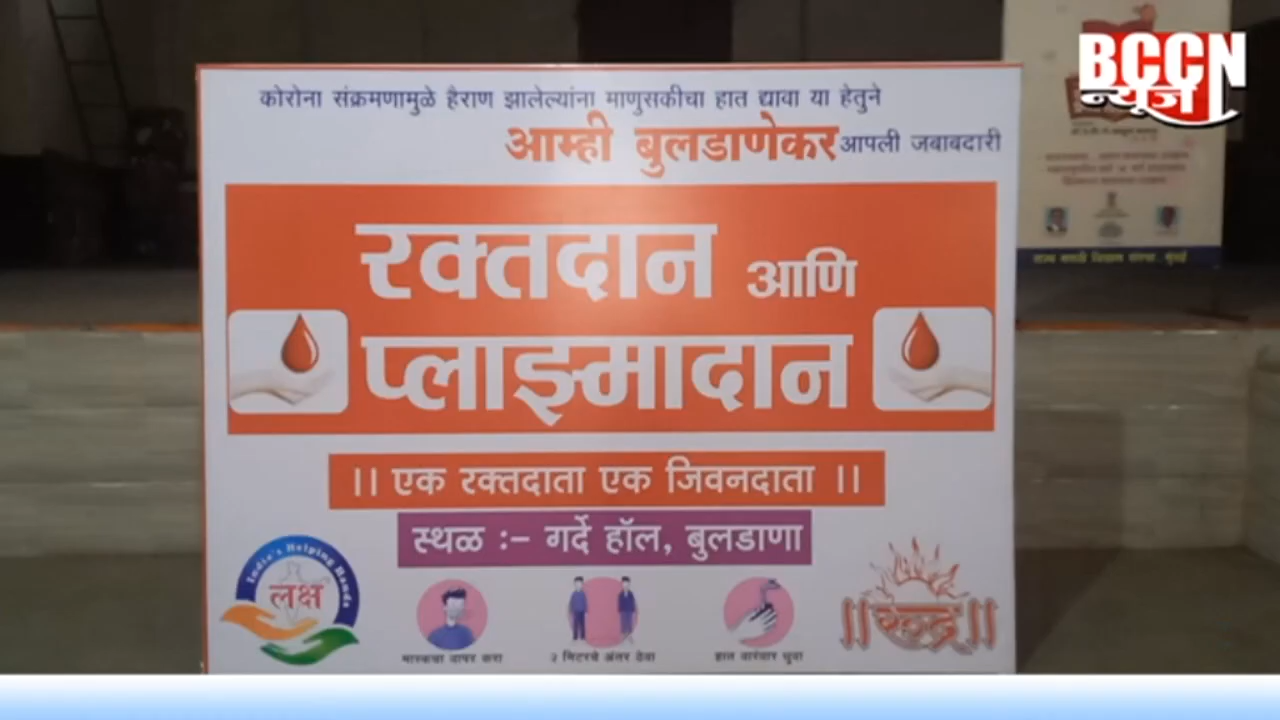 BCCN
न्यूज
कोरोना संक्रमणामुळे हैराण झालेल्यांना माणुसकीचा हात द्यावा या हेतुने
आम्ही बुलडाणेकर आपली जबाबदारी
रक्तदान आणि
प्लाझ्मादान
|| एक रक्तदाता एक जिवनदाता ||
स्थळ :- गर्दे हॉल, बुलडाणा
India's Helping Hands
लक्ष
मास्कचा वापर करा
२ मिटरचे अंतर ठेवा
हात वारंवार धुवा